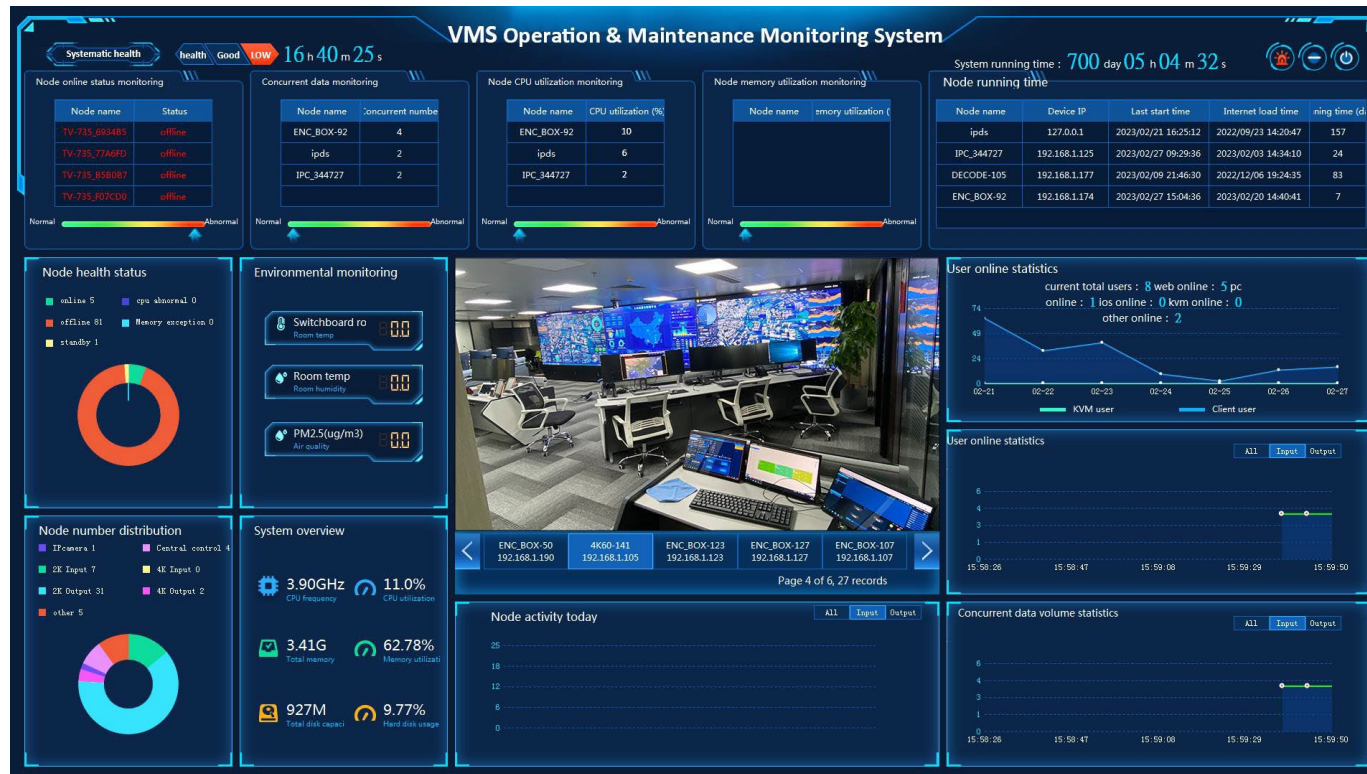 VMS Operation & Maintenance Monitoring System
Systematic health
health Good LOW 16 h 40 m 25 s
System running time : 700 day 05 h 04 m 32 s
Node online status monitoring
Node name Status
TV-735_6934B5 offline
TV-735_77A6FD offline
TV-735_B5B0B7 offline
TV-735_F07CD0 offline
Normal Abnormal
Concurrent data monitoring
Node name Concurrent numbe
ENC_BOX-92 4
ipds 2
IPC_344727 2
Normal Abnormal
Node CPU utilization monitoring
Node name CPU utilization (%)
ENC_BOX-92 10
ipds 6
IPC_344727 2
Normal Abnormal
Node memory utilization monitoring
Node name emory utilization (
Normal Abnormal
Node running time
Node name Device IP Last start time Internet load time ning time (da
ipds 127.0.0.1 2023/02/21 16:25:12 2022/09/23 14:20:47 157
IPC_344727 192.168.1.125 2023/02/27 09:29:36 2023/02/03 14:34:10 24
DECODE-105 192.168.1.177 2023/02/09 21:46:30 2022/12/06 19:24:35 83
ENC_BOX-92 192.168.1.174 2023/02/27 15:04:36 2023/02/20 14:40:41 7
Node health status
online 5 cpu abnormal 0
offline 81 Memory exception 0
standby 1
Environmental monitoring
Switchboard ro 0.0
Room temp
Room temp 0.0
Room humidity
PM2.5(ug/m3) 0.0
Air quality
ENC_BOX-50 4K60-141 ENC_BOX-123 ENC_BOX-127 ENC_BOX-107
192.168.1.190 192.168.1.105 192.168.1.123 192.168.1.127 192.168.1.107
Page 4 of 6, 27 records
User online statistics
current total users : 8 web online : 5 pc
online : 1 ios online : 0 kvm online : 0
other online : 2
74
49
24
0
02-21 02-22 02-23 02-24 02-25 02-26 02-27
KVM user Client user
User online statistics
All Input Output
6
4
3
1
0
15:58:26 15:58:47 15:59:08 15:59:29 15:59:50
Node number distribution
IPcamera 1 Central control 4
2K Input 7 4K Input 0
2K Output 31 4K Output 2
other 5
System overview
3.90GHz 11.0%
CPU frequency CPU utilization
3.41G 62.78%
Total memory Memory utilizati
927M 9.77%
Total disk capaci Hard disk usage
Node activity today
All Input Output
25
18
12
6
0
Concurrent data volume statistics
All Input Output
6
4
3
1
0
15:58:26 15:58:47 15:59:08 15:59:29 15:59:50